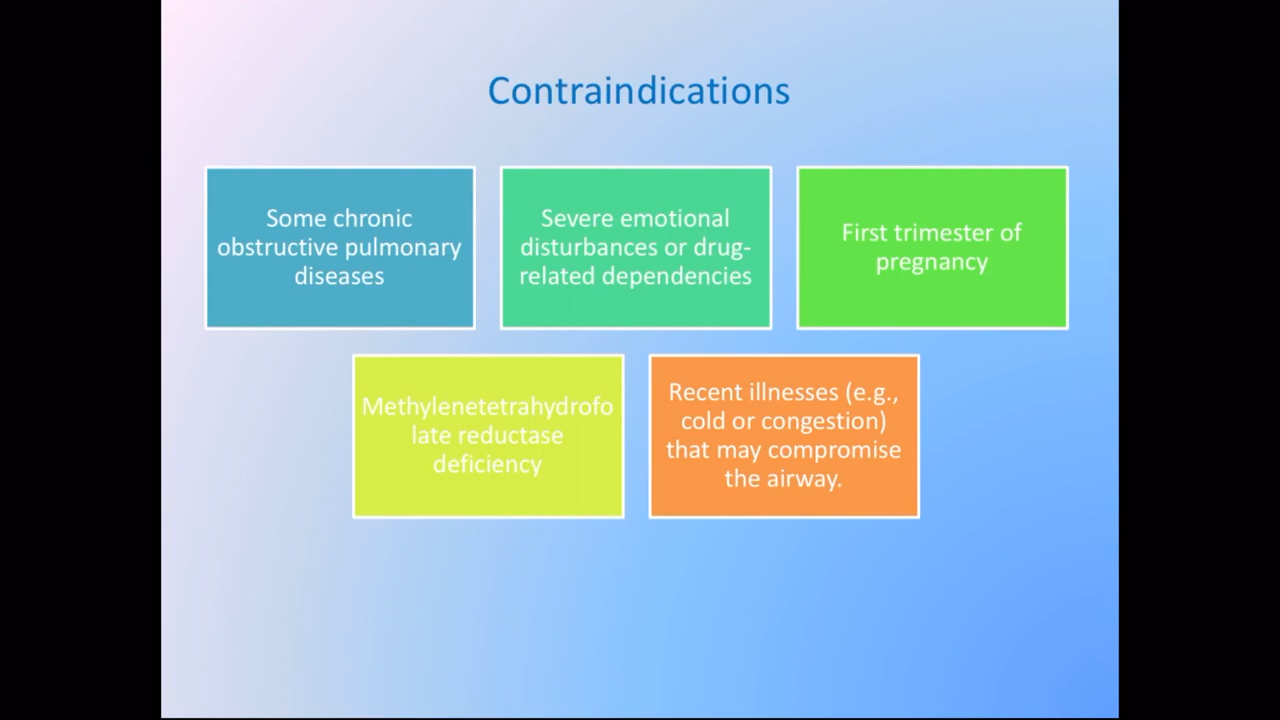 Contraindications
Some chronic
obstructive pulmonary
diseases
Severe emotional
disturbances or drug-
related dependencies
First trimester of
pregnancy
Methylenetetrahydrofo
late reductase
deficiency
Recent illnesses (e.g.,
cold or congestion)
that may compromise
the airway.